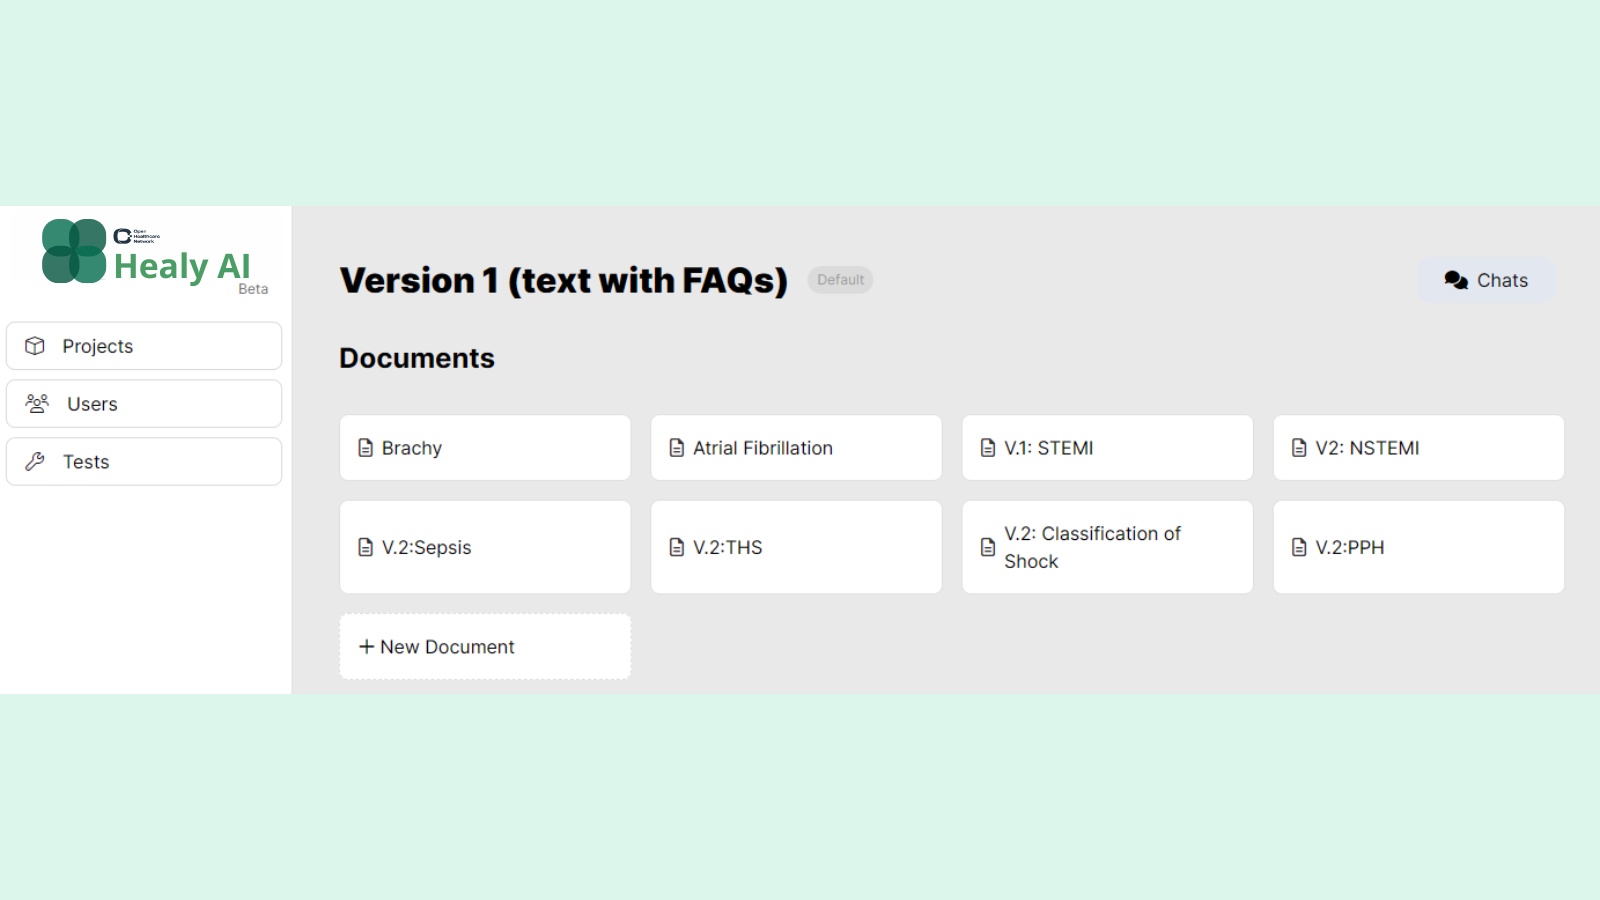 Open
Healthcare
Network
Healy AI
Beta
Projects
Users
Tests
Version 1 (text with FAQs)
Default
Chats
Documents
Brachy
Atrial Fibrillation
V.1: STEMI
V2: NSTEMI
V.2:Sepsis
V.2:THS
V.2: Classification of
Shock
V.2:PPH
+ New Document